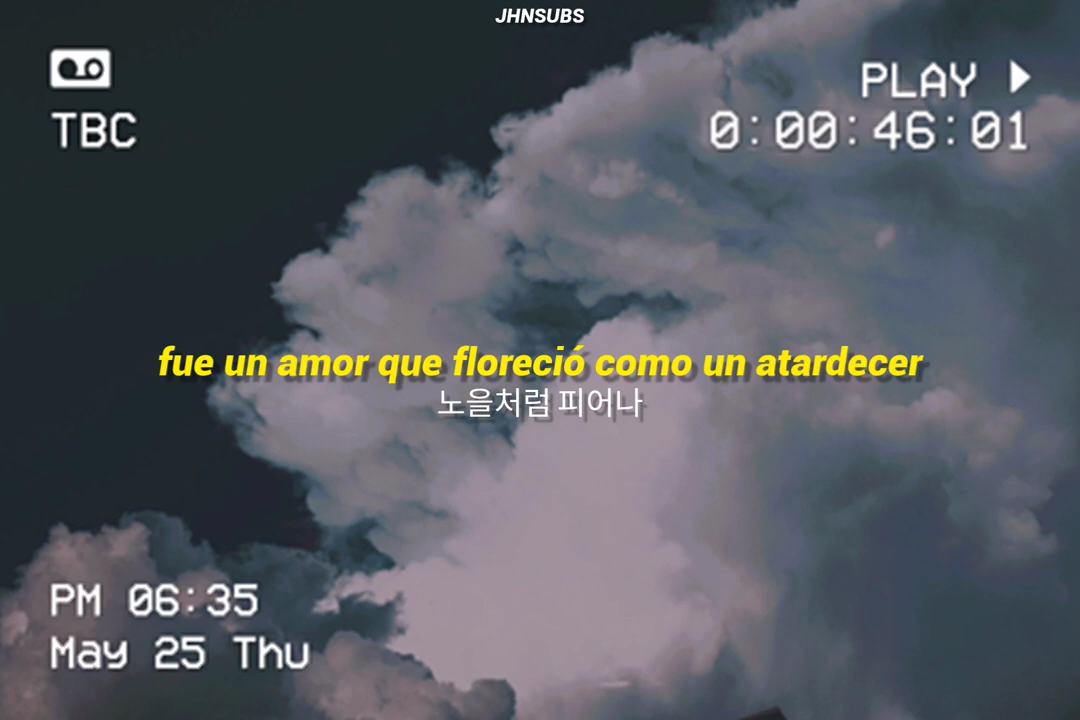 JHNSUBS
TBC
PLAY
0:00:46:01
fue un amor que floreció como un atardecer
노을처럼 피어나
PM 06:35
May 25 Thu